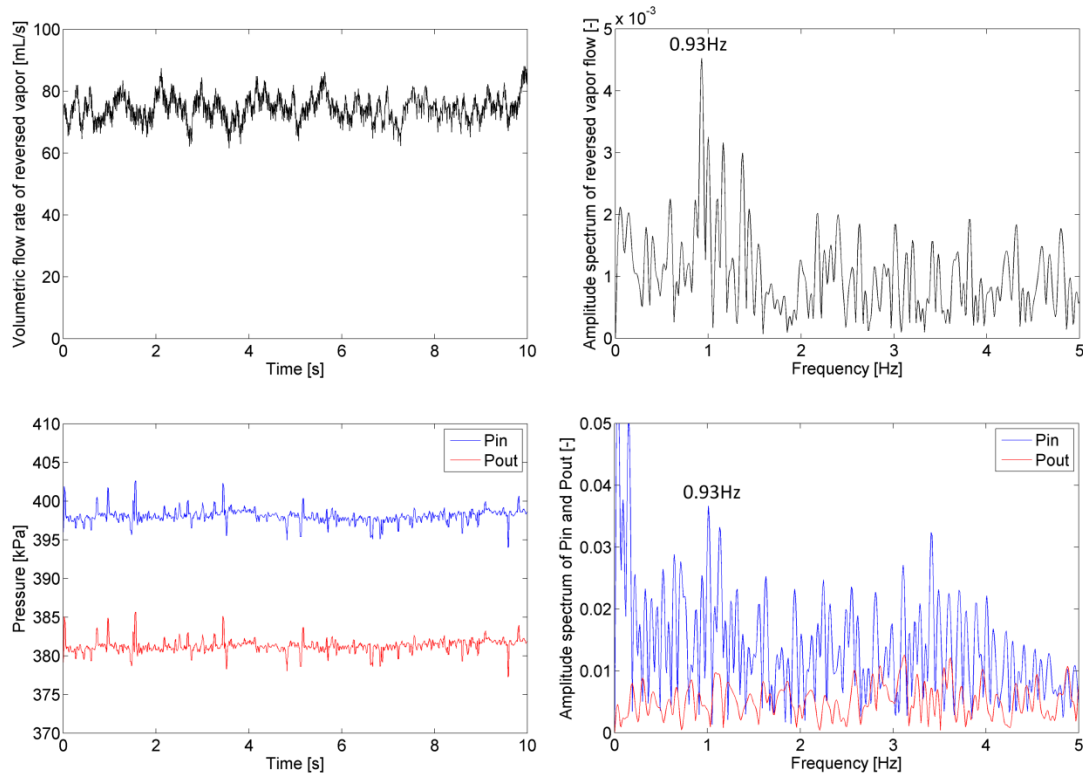 Volumetric flow rate of reversed vapor [mL/s]
100
80
60
40
20
0
0 2 4 6 8 10
Time [s]
Amplitude spectrum of reversed vapor flow [-]
x 10^-3
5
4
3
2
1
0
0.93Hz
0 1 2 3 4 5
Frequency [Hz]
Pressure [kPa]
410
405
400
395
390
385
380
375
370
Pin
Pout
0 2 4 6 8 10
Time [s]
Amplitude spectrum of Pin and Pout [-]
0.05
0.04
0.03
0.02
0.01
0
0.93Hz
Pin
Pout
0 1 2 3 4 5
Frequency [Hz]